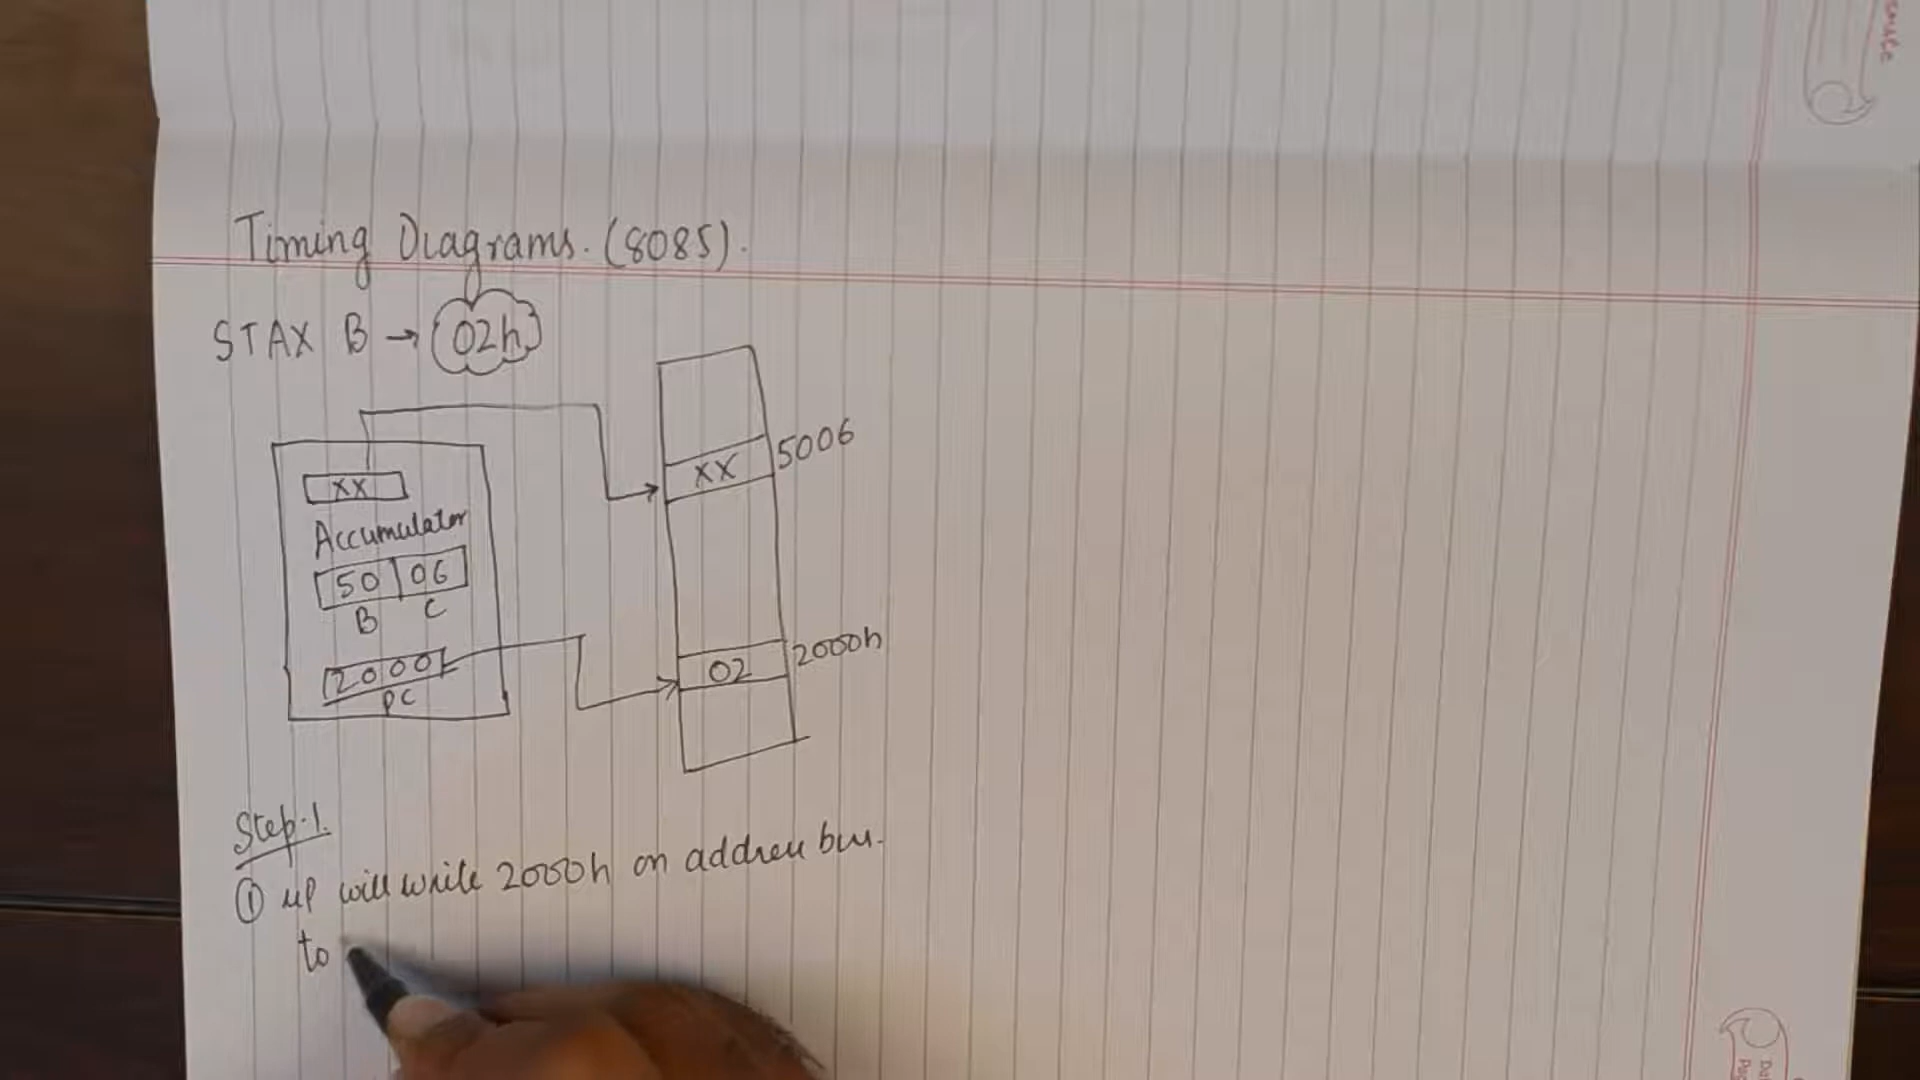 Timing Diagrams. (8085).
STAX B → 02h
XX 5006
XX
Accumulator
50 06
B C
2000
PC
02 2000h
Step-1.
① up will write 2000h on address bus.
to